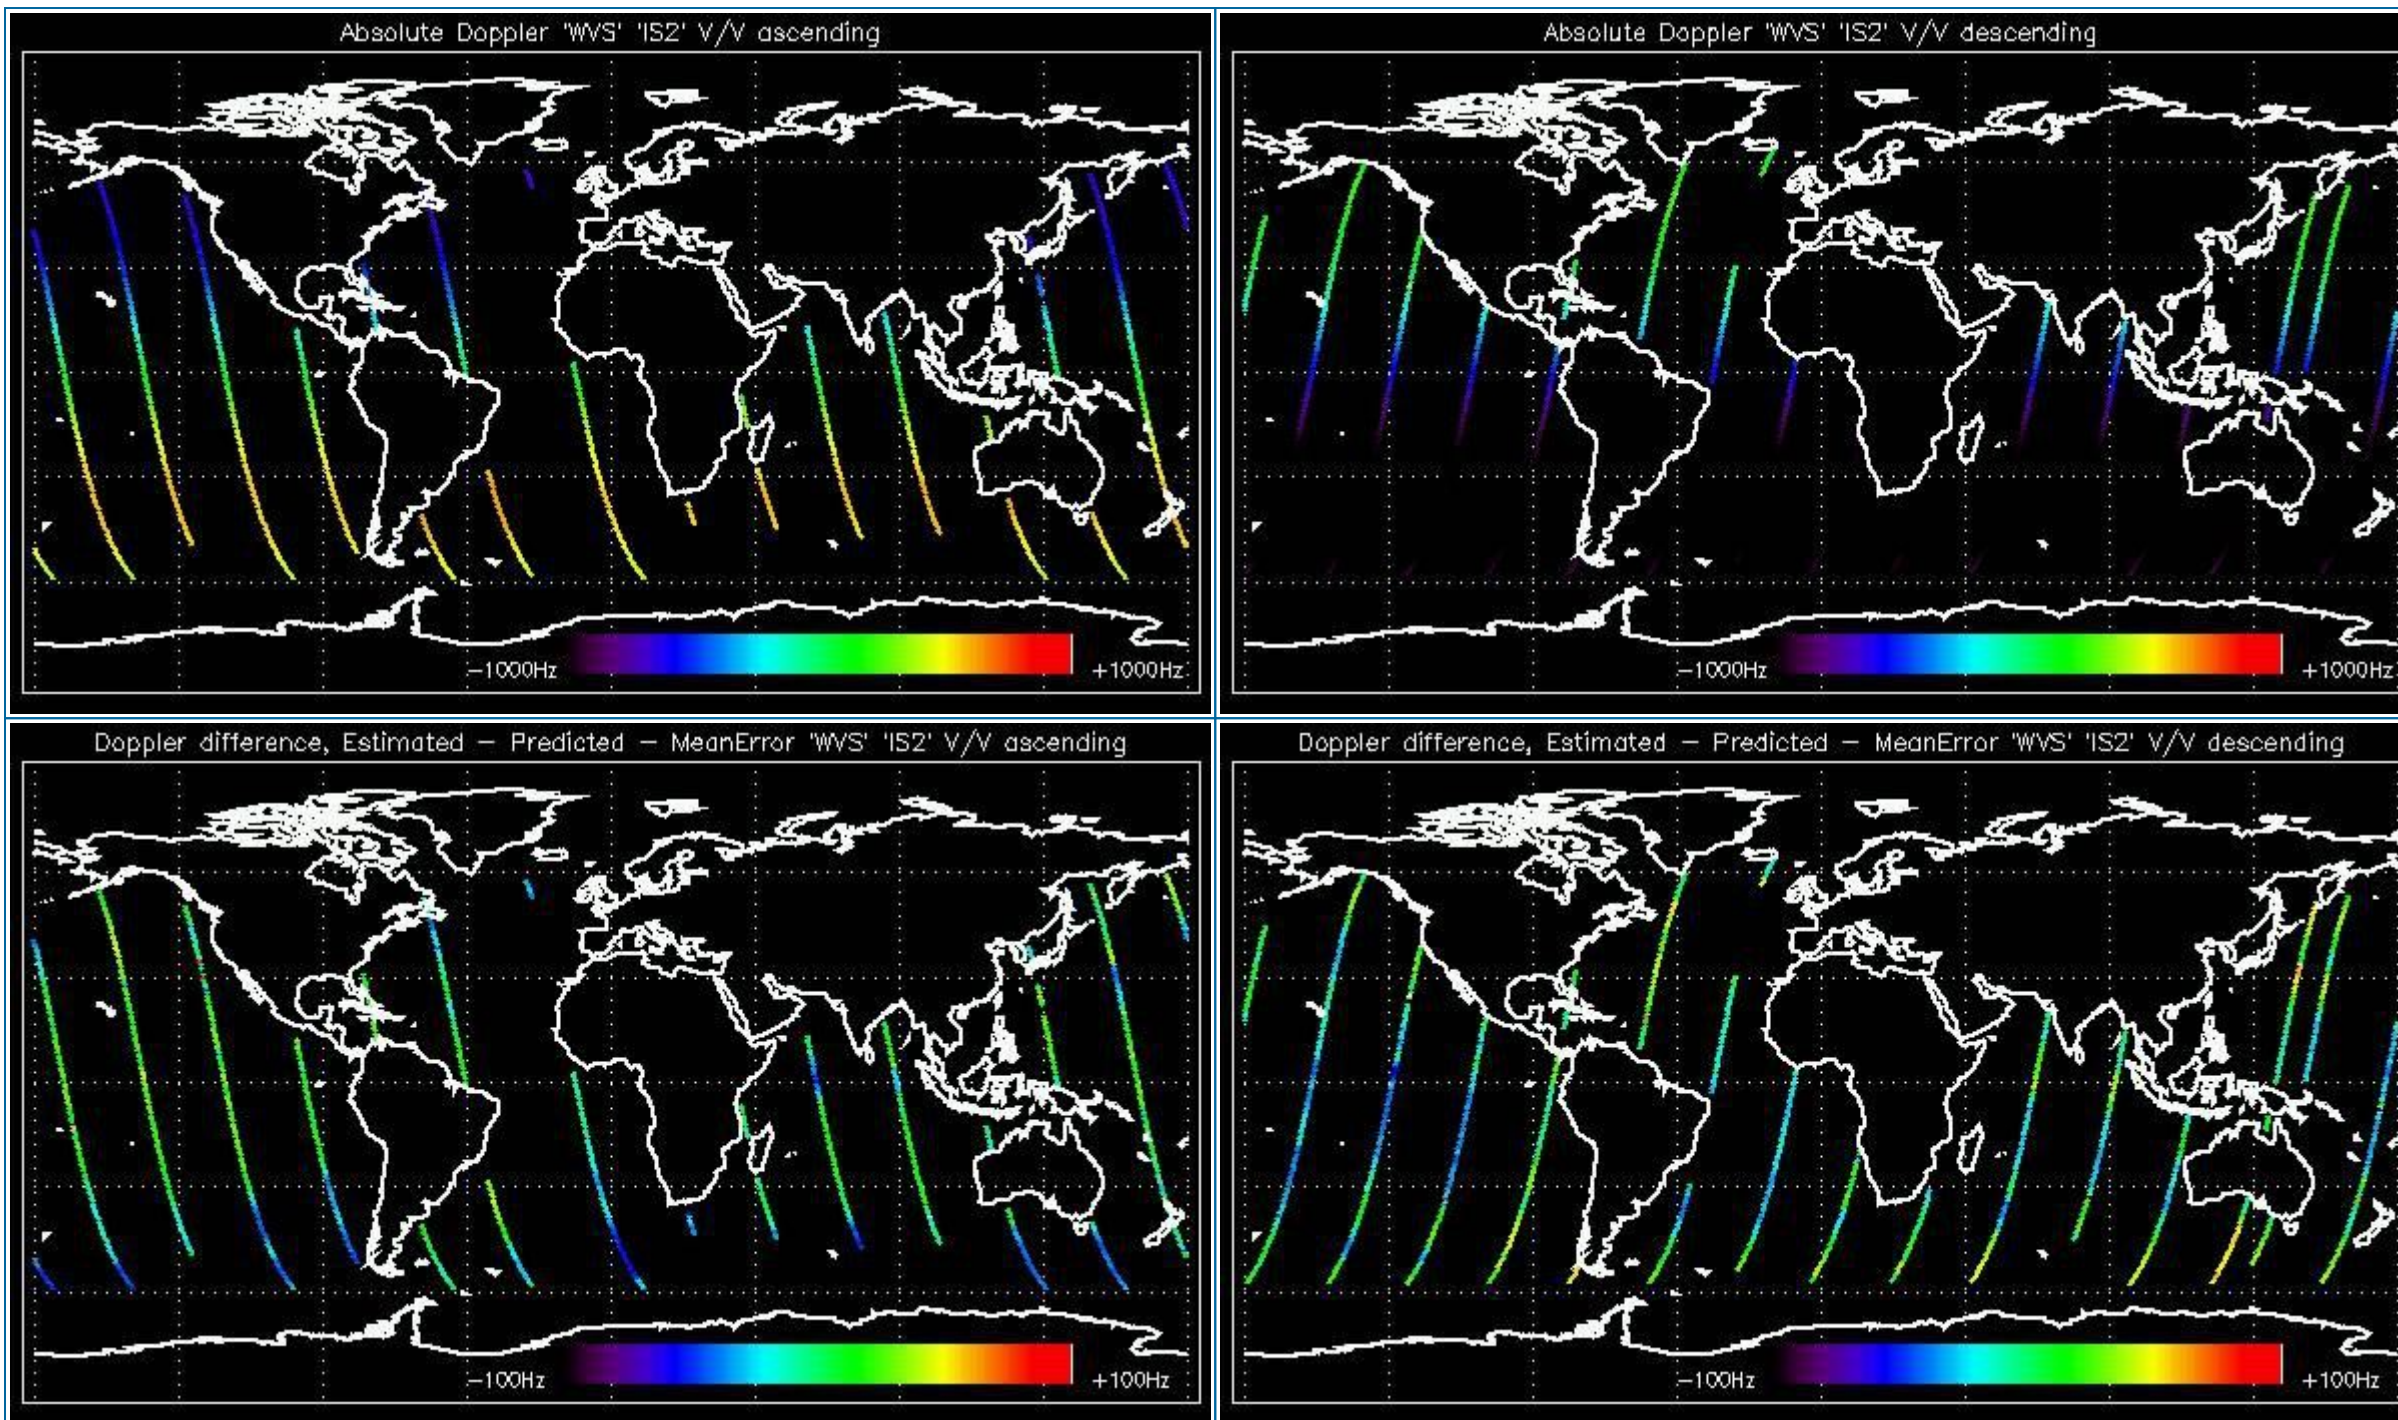 Absolute Doppler 'WVS' 'IS2' V/V ascending
−1000Hz
+1000Hz
Absolute Doppler 'WVS' 'IS2' V/V descending
−1000Hz
+1000Hz
Doppler difference, Estimated − Predicted − MeanError 'WVS' 'IS2' V/V ascending
−100Hz
+100Hz
Doppler difference, Estimated − Predicted − MeanError 'WVS' 'IS2' V/V descending
−100Hz
+100Hz